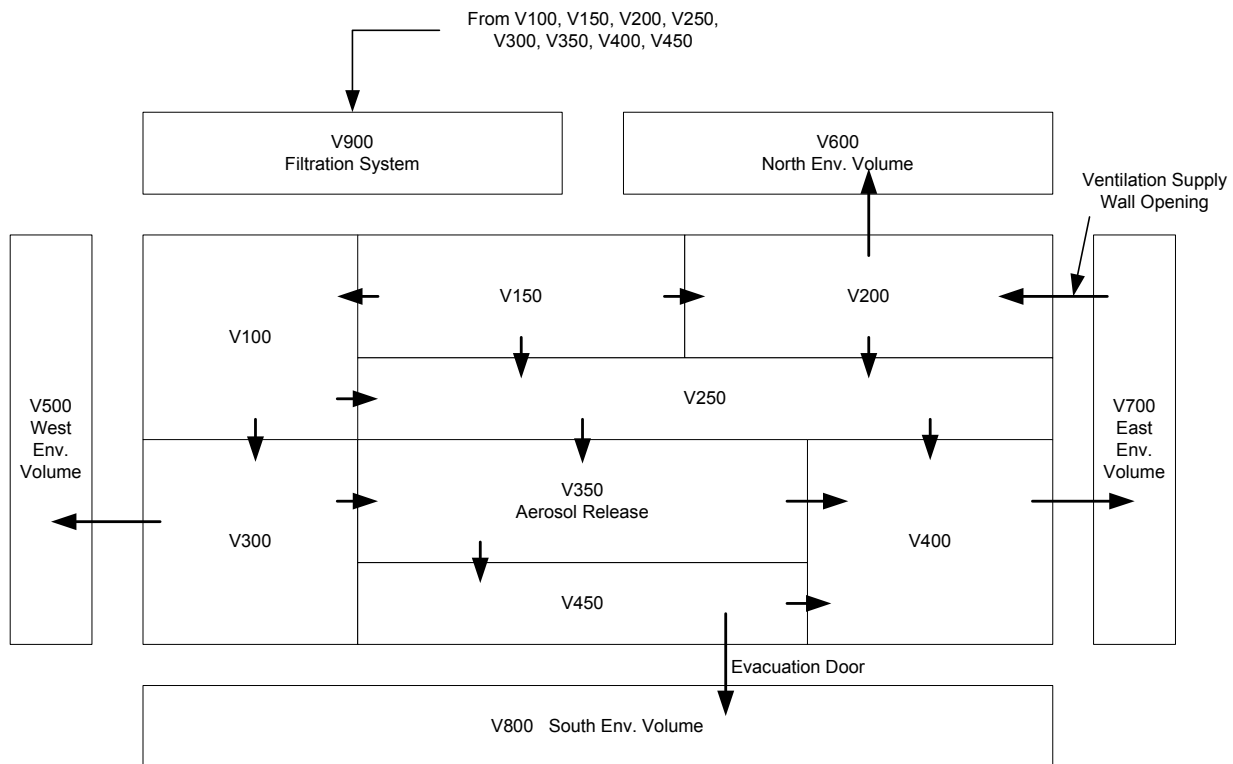 From V100, V150, V200, V250,
V300, V350, V400, V450
V900
Filtration System
V600
North Env. Volume
Ventilation Supply
Wall Opening
V150
V200
V100
V250
V500
West
Env.
Volume
V700
East
Env.
Volume
V350
Aerosol Release
V300
V400
V450
Evacuation Door
V800 South Env. Volume